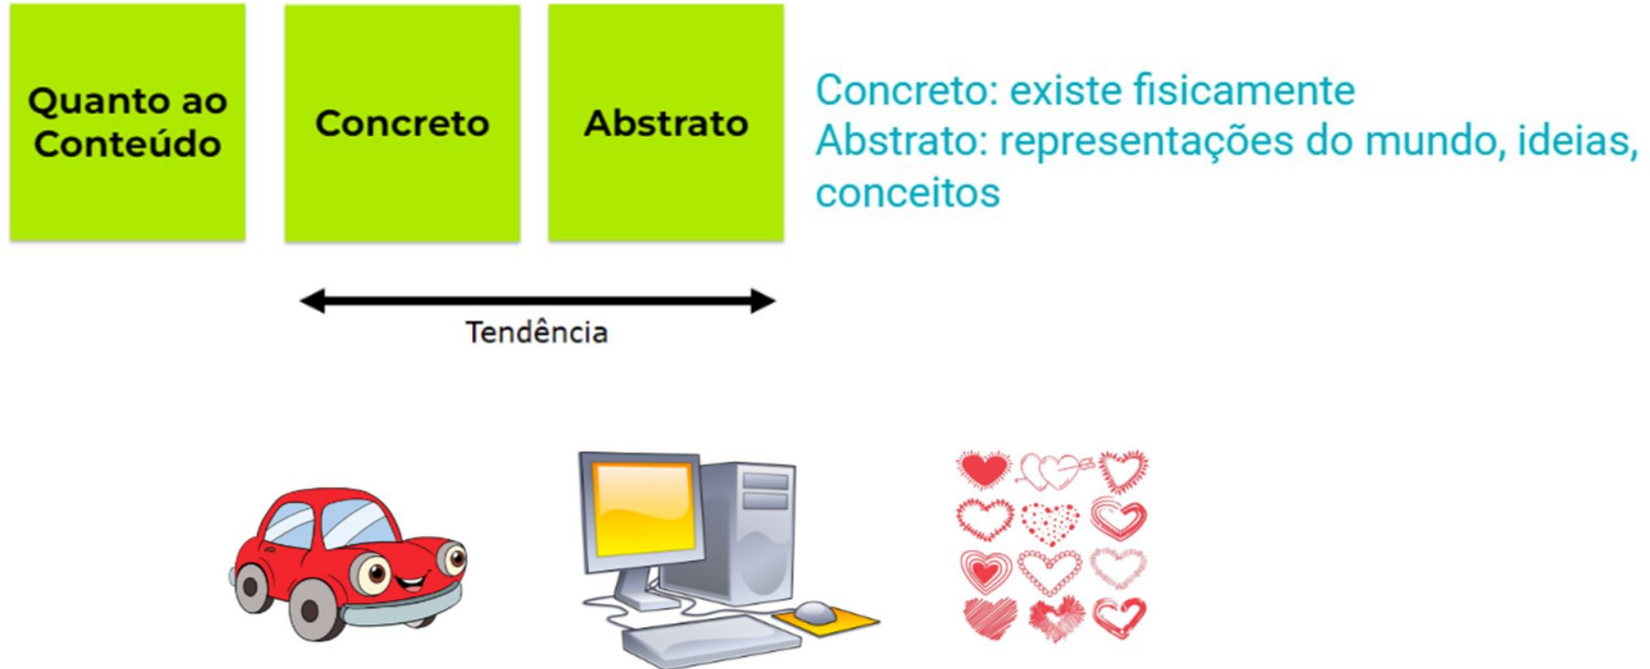 Quanto ao
Conteúdo
Concreto
Abstrato
Concreto: existe fisicamente
Abstrato: representações do mundo, ideias,
conceitos
Tendência